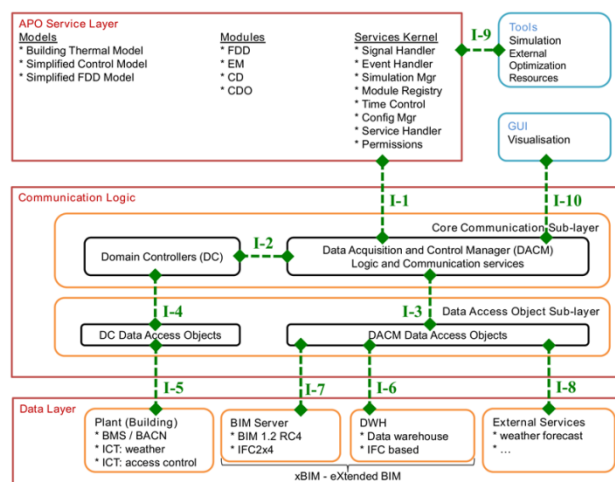 APO Service Layer
Models
* Building Thermal Model
* Simplified Control Model
* Simplified FDD Model
Modules
* FDD
* EM
* CD
* CDO
Services Kernel
* Signal Handler
* Event Handler
* Simulation Mgr
* Module Registry
* Time Control
* Config Mgr
* Service Handler
* Permissions
I-9
Tools
Simulation
External
Optimization
Resources
GUI
Visualisation
I-1
I-10
Communication Logic
Core Communication Sub-layer
Domain Controllers (DC)
I-2
Data Acquisition and Control Manager (DACM)
Logic and Communication services
I-4
I-3
Data Access Object Sub-layer
DC Data Access Objects
DACM Data Access Objects
I-5
I-7
I-6
I-8
Data Layer
Plant (Building)
* BMS / BACN
* ICT: weather
* ICT: access control
BIM Server
* BIM 1.2 RC4
* IFC2x4
DWH
* Data warehouse
* IFC based
External Services
* weather forecast
* …
xBIM - eXtended BIM